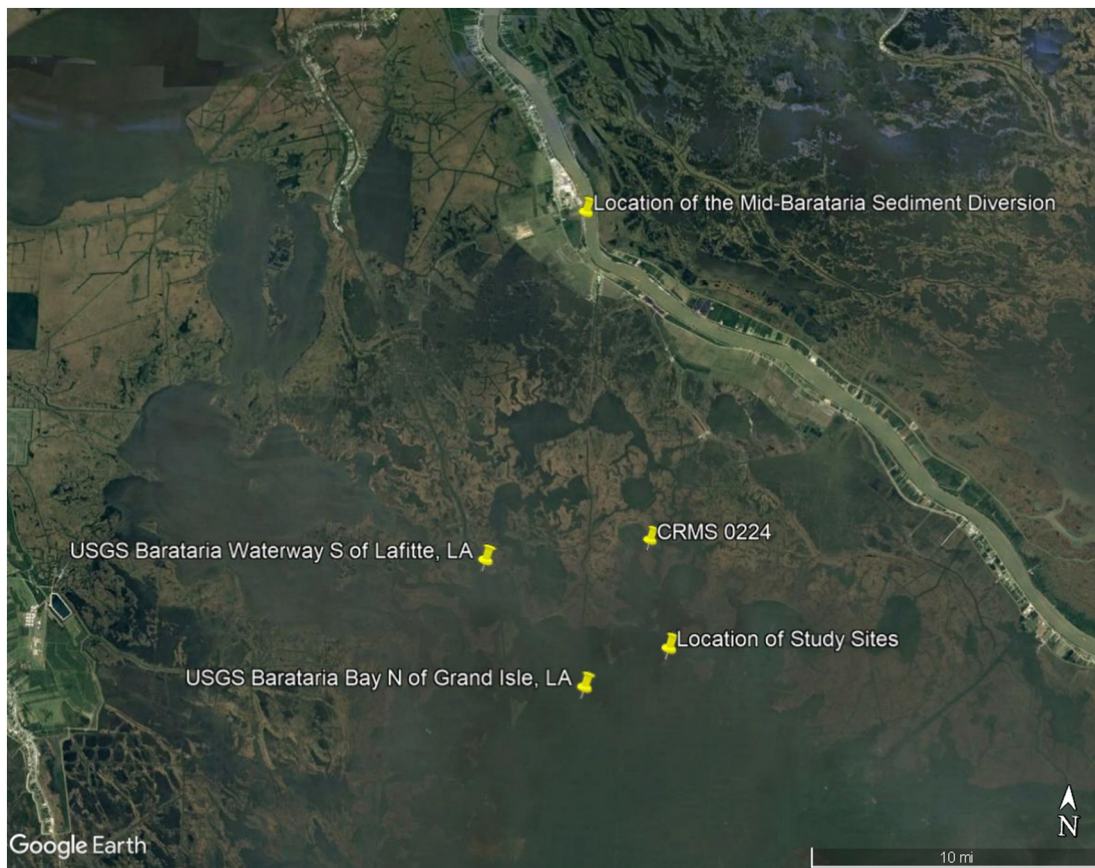 Location of the Mid-Barataria Sediment Diversion
CRMS 0224
USGS Barataria Waterway S of Lafitte, LA
Location of Study Sites
USGS Barataria Bay N of Grand Isle, LA
N
Google Earth
10 mi